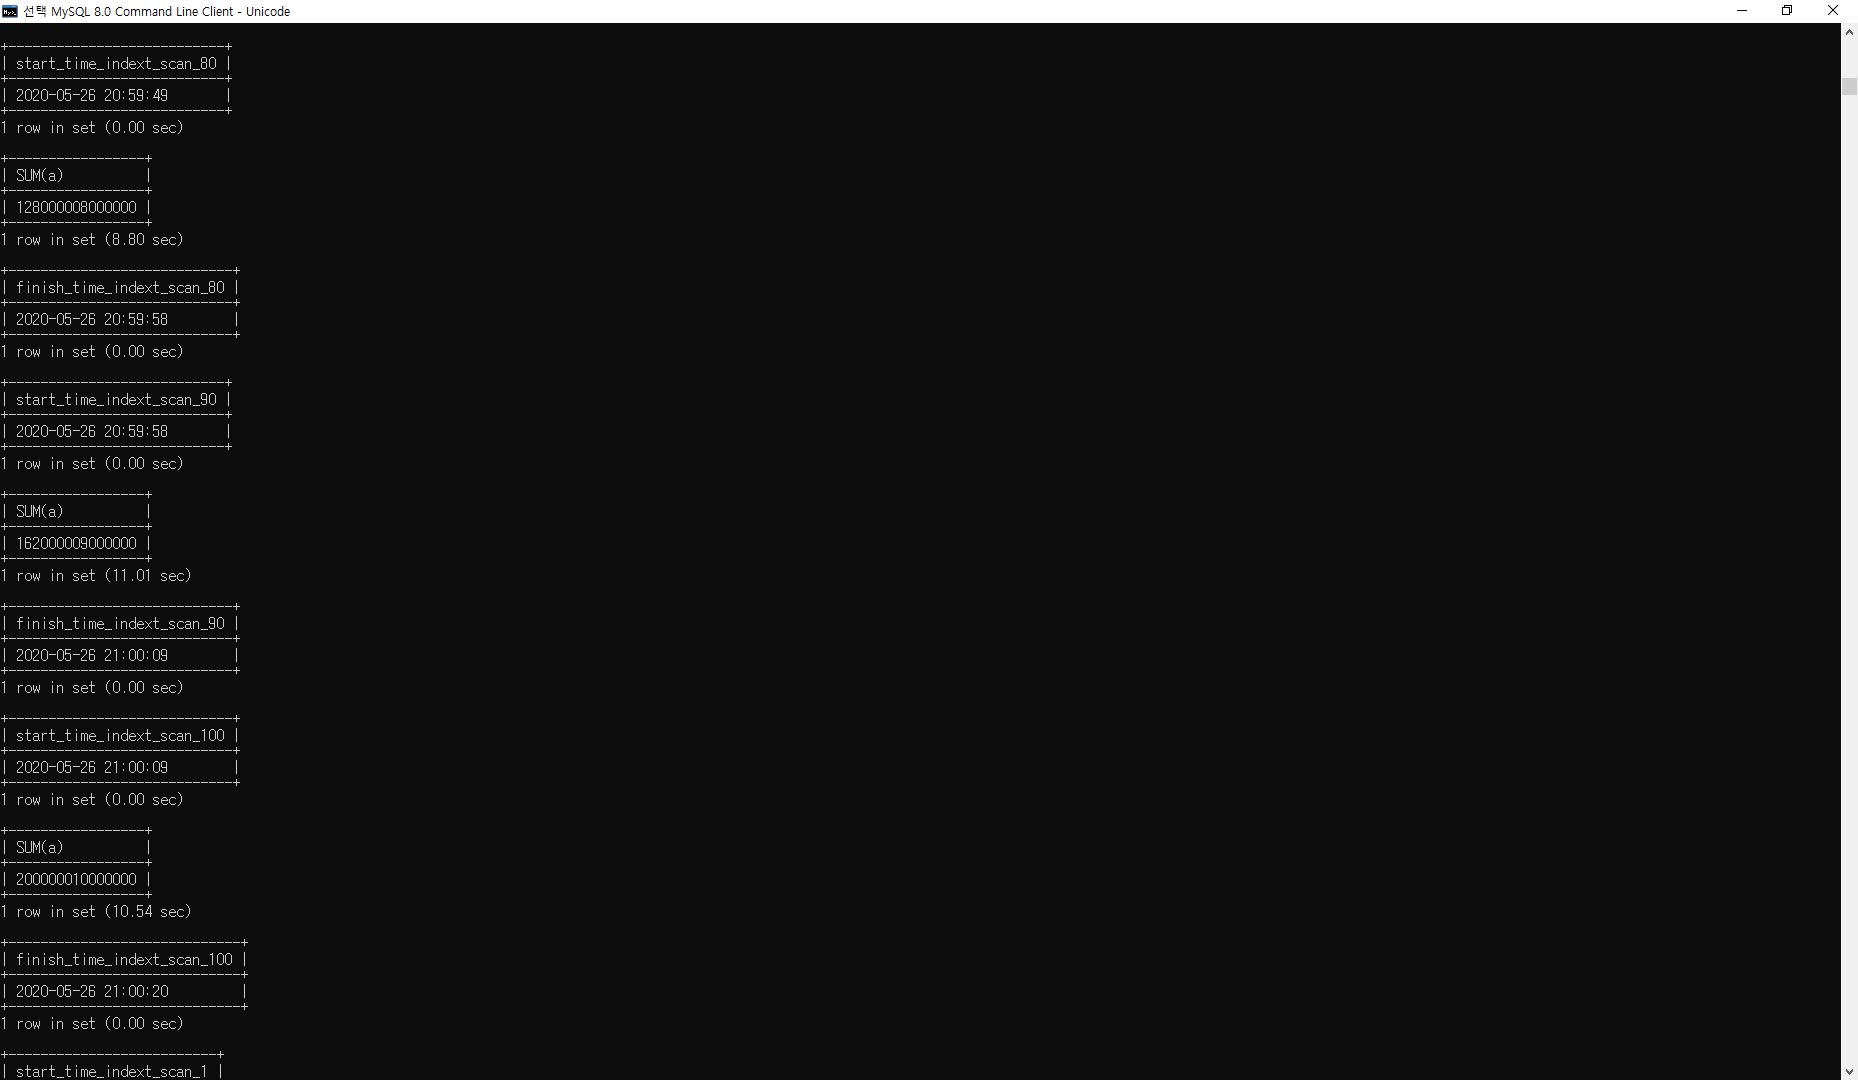 선택 MySQL 8.0 Command Line Client - Unicode
+---------------------------+
| start_time_indext_scan_80 |
+---------------------------+
| 2020-05-26 20:59:49       |
+---------------------------+
1 row in set (0.00 sec)
+-----------------+
| SUM(a)          |
+-----------------+
| 128000008000000 |
+-----------------+
1 row in set (8.80 sec)
+----------------------------+
| finish_time_indext_scan_80 |
+----------------------------+
| 2020-05-26 20:59:58        |
+----------------------------+
1 row in set (0.00 sec)
+---------------------------+
| start_time_indext_scan_90 |
+---------------------------+
| 2020-05-26 20:59:58       |
+---------------------------+
1 row in set (0.00 sec)
+-----------------+
| SUM(a)          |
+-----------------+
| 162000009000000 |
+-----------------+
1 row in set (11.01 sec)
+----------------------------+
| finish_time_indext_scan_90 |
+----------------------------+
| 2020-05-26 21:00:09        |
+----------------------------+
1 row in set (0.00 sec)
+----------------------------+
| start_time_indext_scan_100 |
+----------------------------+
| 2020-05-26 21:00:09        |
+----------------------------+
1 row in set (0.00 sec)
+-----------------+
| SUM(a)          |
+-----------------+
| 200000010000000 |
+-----------------+
1 row in set (10.54 sec)
+-----------------------------+
| finish_time_indext_scan_100 |
+-----------------------------+
| 2020-05-26 21:00:20         |
+-----------------------------+
1 row in set (0.00 sec)
+--------------------------+
| start_time_indext_scan_1 |